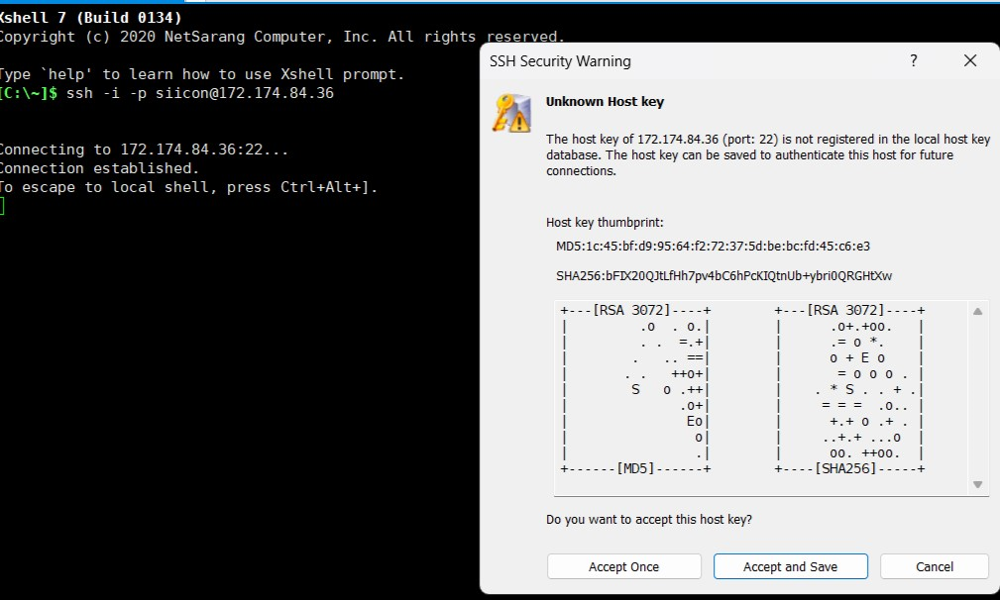 Xshell 7 (Build 0134)
Copyright (c) 2020 NetSarang Computer, Inc. All rights reserved.
Type `help' to learn how to use Xshell prompt.
[C:\~]$ ssh -i -p siicon@172.174.84.36
Connecting to 172.174.84.36:22...
Connection established.
To escape to local shell, press Ctrl+Alt+].
SSH Security Warning
?
Unknown Host key
The host key of 172.174.84.36 (port: 22) is not registered in the local host key
database. The host key can be saved to authenticate this host for future
connections.
Host key thumbprint:
MD5:1c:45:bf:d9:95:64:f2:72:37:5d:be:bc:fd:45:c6:e3
SHA256:bFIX20QJtLfHh7pv4bC6hPcKIQtnUb+ybri0QRGHtXw
+---[RSA 3072]----+        +---[RSA 3072]----+
|         .o  . o.|        |      .o+.+oo.   |
|         . .  =.+|        |      .= o *.    |
|        .   .. ==|        |      o + E o    |
|       . .   ++o+|        |       = o o o . |
|        S   o .++|        |    . * S . . + .|
|              .o+|        |     = = =  .o.. |
|               Eo|        |      +.+ o .+ . |
|                o|        |     ..+.+ ...o  |
|                .|        |      oo. ++oo.  |
+------[MD5]------+        +----[SHA256]-----+
Do you want to accept this host key?
Accept Once
Accept and Save
Cancel